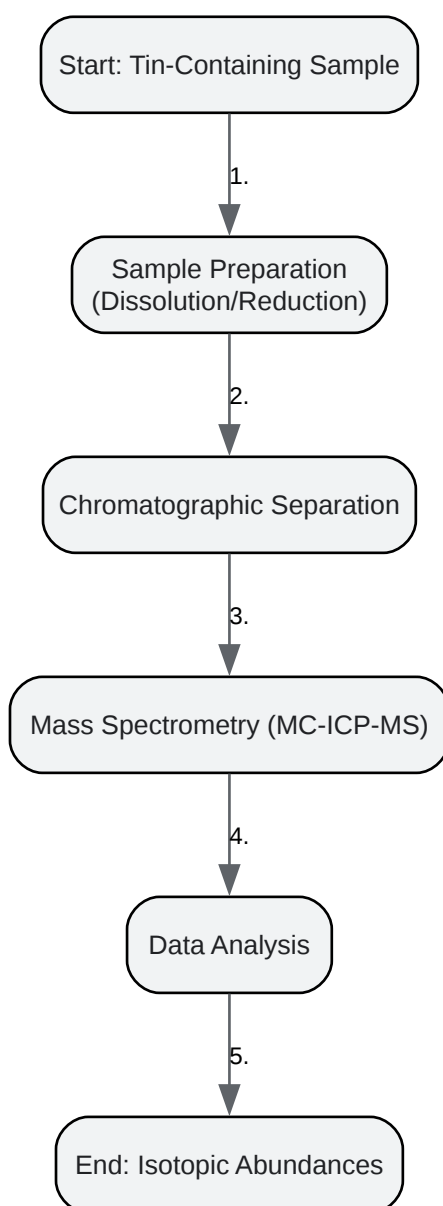 Start: Tin-Containing Sample
1.
Sample Preparation
(Dissolution/Reduction)
2.
Chromatographic Separation
3.
Mass Spectrometry (MC-ICP-MS)
4.
Data Analysis
5.
End: Isotopic Abundances